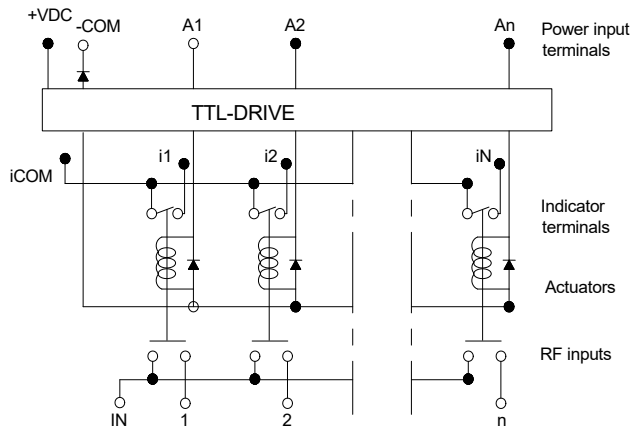 +VDC
-COM
A1
A2
An
Power input
terminals
TTL-DRIVE
iCOM
i1
i2
iN
Indicator
terminals
Actuators
RF inputs
IN
1
2
n